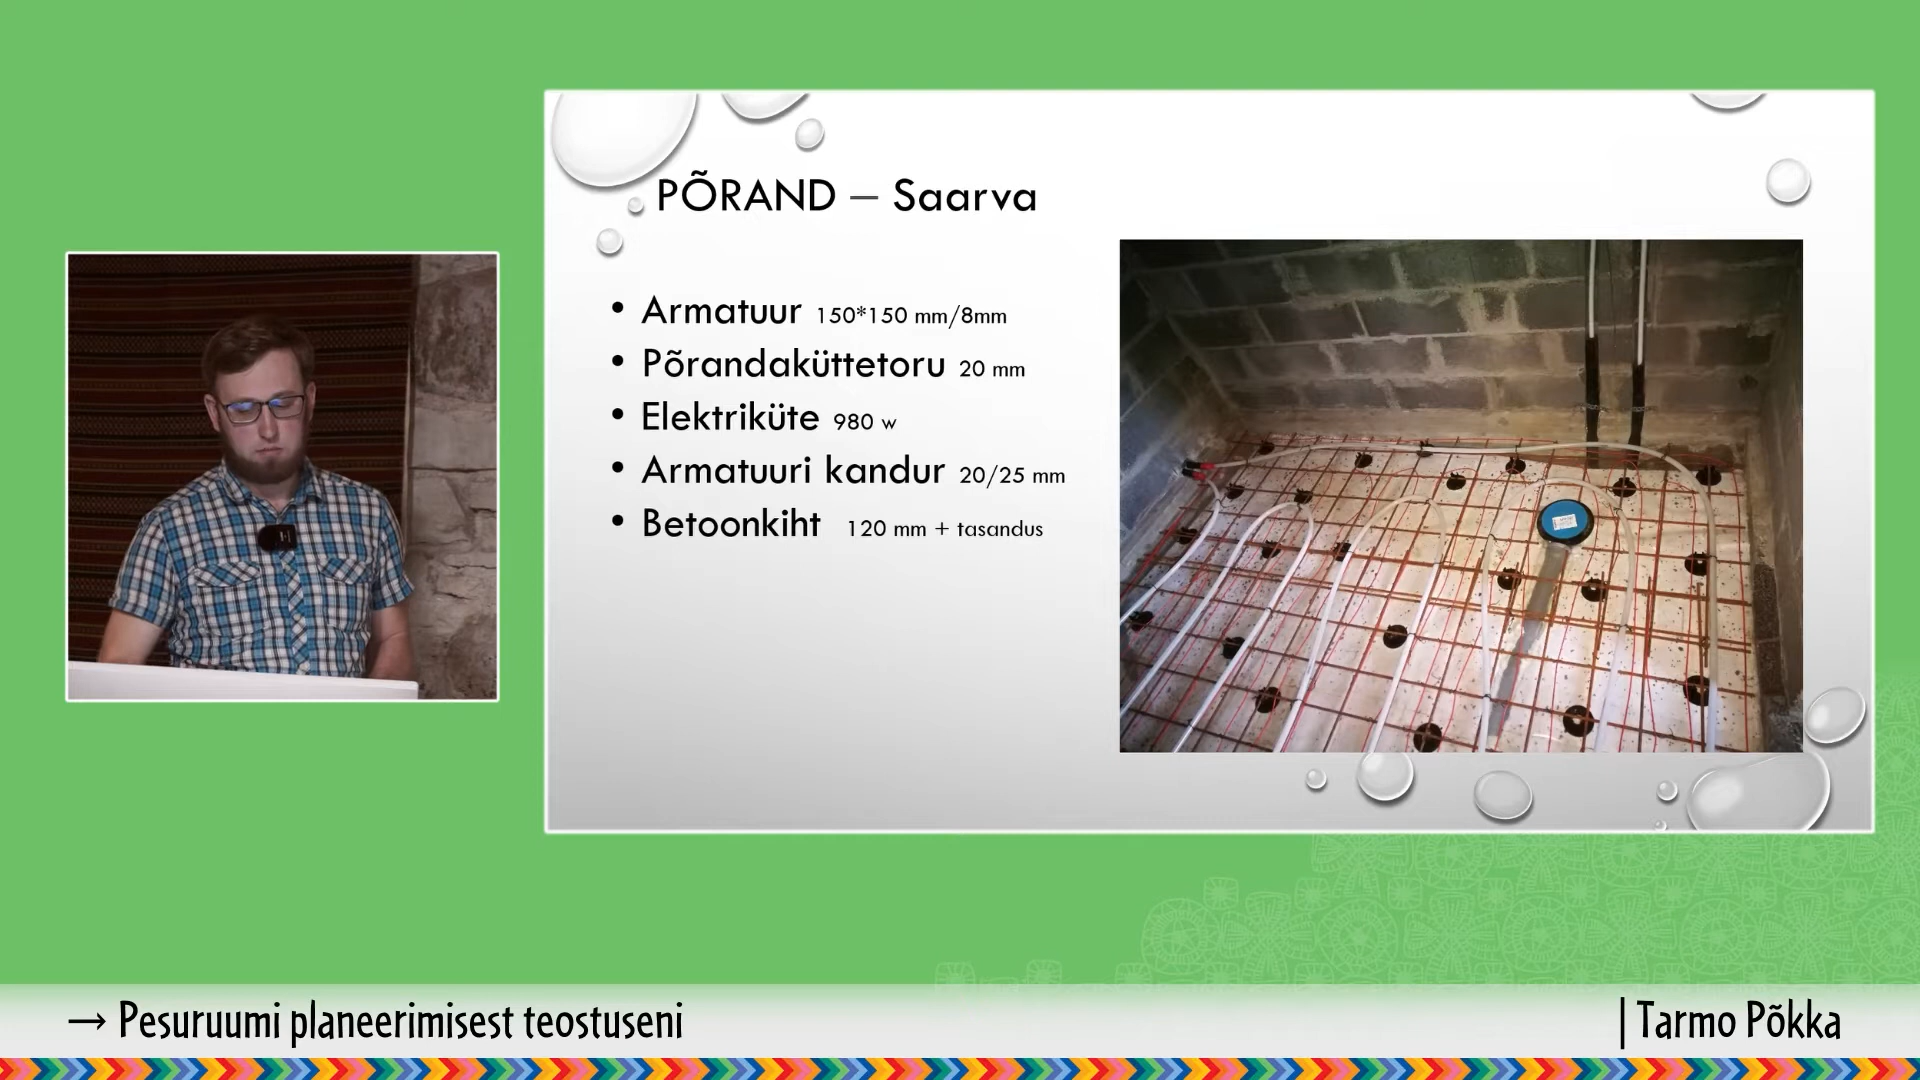 PÕRAND – Saarva
• Armatuur 150*150 mm/8mm
• Põrandaküttetoru 20 mm
• Elektriküte 980 w
• Armatuuri kandur 20/25 mm
• Betoonkiht 120 mm + tasandus
→ Pesuruumi planeerimisest teostuseni
| Tarmo Põkka